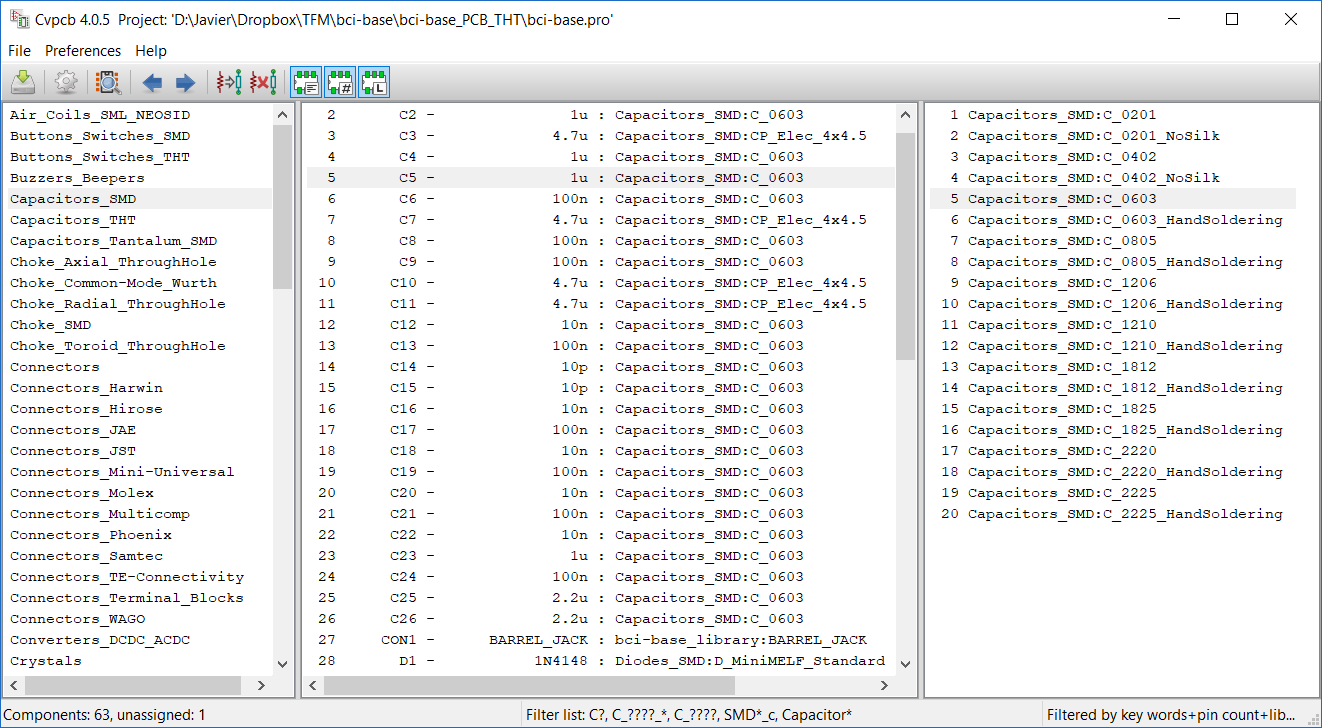 Cvpcb 4.0.5  Project: 'D:\Javier\Dropbox\TFM\bci-base\bci-base_PCB_THT\bci-base.pro'
File Preferences Help
Air_Coils_SML_NEOSID
Buttons_Switches_SMD
Buttons_Switches_THT
Buzzers_Beepers
Capacitors_SMD
Capacitors_THT
Capacitors_Tantalum_SMD
Choke_Axial_ThroughHole
Choke_Common-Mode_Wurth
Choke_Radial_ThroughHole
Choke_SMD
Choke_Toroid_ThroughHole
Connectors
Connectors_Harwin
Connectors_Hirose
Connectors_JAE
Connectors_JST
Connectors_Mini-Universal
Connectors_Molex
Connectors_Multicomp
Connectors_Phoenix
Connectors_Samtec
Connectors_TE-Connectivity
Connectors_Terminal_Blocks
Connectors_WAGO
Converters_DCDC_ACDC
Crystals
2 C2 - 1u : Capacitors_SMD:C_0603
3 C3 - 4.7u : Capacitors_SMD:CP_Elec_4x4.5
4 C4 - 1u : Capacitors_SMD:C_0603
5 C5 - 1u : Capacitors_SMD:C_0603
6 C6 - 100n : Capacitors_SMD:C_0603
7 C7 - 4.7u : Capacitors_SMD:CP_Elec_4x4.5
8 C8 - 100n : Capacitors_SMD:C_0603
9 C9 - 100n : Capacitors_SMD:C_0603
10 C10 - 4.7u : Capacitors_SMD:CP_Elec_4x4.5
11 C11 - 4.7u : Capacitors_SMD:CP_Elec_4x4.5
12 C12 - 10n : Capacitors_SMD:C_0603
13 C13 - 100n : Capacitors_SMD:C_0603
14 C14 - 10p : Capacitors_SMD:C_0603
15 C15 - 10p : Capacitors_SMD:C_0603
16 C16 - 10n : Capacitors_SMD:C_0603
17 C17 - 100n : Capacitors_SMD:C_0603
18 C18 - 10n : Capacitors_SMD:C_0603
19 C19 - 100n : Capacitors_SMD:C_0603
20 C20 - 10n : Capacitors_SMD:C_0603
21 C21 - 100n : Capacitors_SMD:C_0603
22 C22 - 10n : Capacitors_SMD:C_0603
23 C23 - 1u : Capacitors_SMD:C_0603
24 C24 - 100n : Capacitors_SMD:C_0603
25 C25 - 2.2u : Capacitors_SMD:C_0603
26 C26 - 2.2u : Capacitors_SMD:C_0603
27 CON1 - BARREL_JACK : bci-base_library:BARREL_JACK
28 D1 - 1N4148 : Diodes_SMD:D_MiniMELF_Standard
1 Capacitors_SMD:C_0201
2 Capacitors_SMD:C_0201_NoSilk
3 Capacitors_SMD:C_0402
4 Capacitors_SMD:C_0402_NoSilk
5 Capacitors_SMD:C_0603
6 Capacitors_SMD:C_0603_HandSoldering
7 Capacitors_SMD:C_0805
8 Capacitors_SMD:C_0805_HandSoldering
9 Capacitors_SMD:C_1206
10 Capacitors_SMD:C_1206_HandSoldering
11 Capacitors_SMD:C_1210
12 Capacitors_SMD:C_1210_HandSoldering
13 Capacitors_SMD:C_1812
14 Capacitors_SMD:C_1812_HandSoldering
15 Capacitors_SMD:C_1825
16 Capacitors_SMD:C_1825_HandSoldering
17 Capacitors_SMD:C_2220
18 Capacitors_SMD:C_2220_HandSoldering
19 Capacitors_SMD:C_2225
20 Capacitors_SMD:C_2225_HandSoldering
Components: 63, unassigned: 1
Filter list: C?, C_????_*, C_????, SMD*_c, Capacitor*
Filtered by key words+pin count+lib...